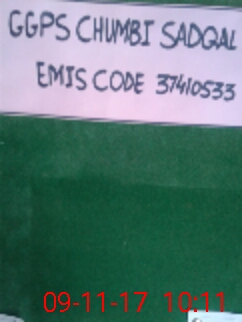 GGPS CHUMBI SADQAL
EMIS CODE 37410533
09-11-17 10:11